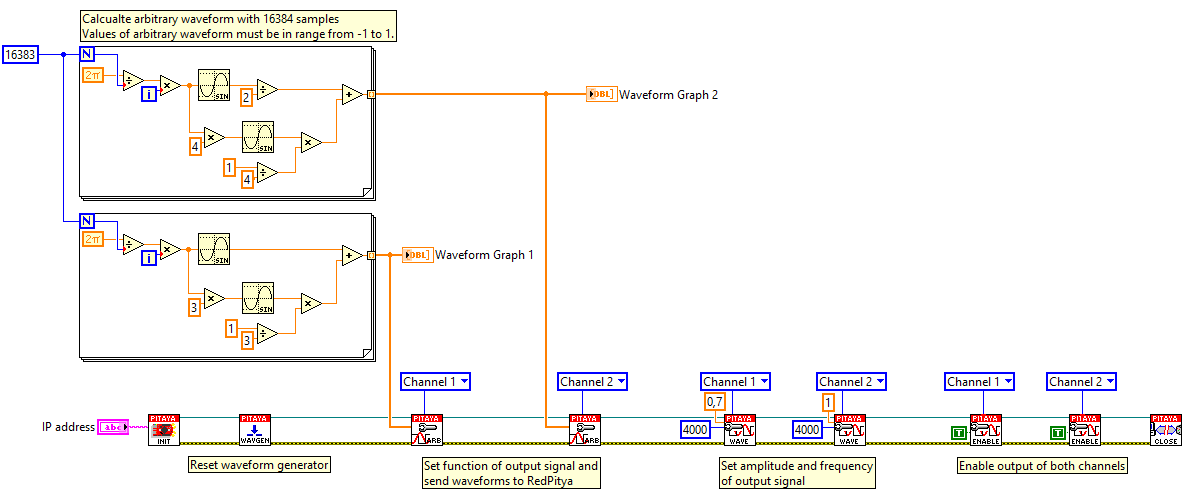 Calcualte arbitrary waveform with 16384 samples
Values of arbitrary waveform must be in range from -1 to 1.
16383
N
2π
÷
×
i
SIN
2
÷
+
DBL
Waveform Graph 2
4
×
SIN
×
1
4
÷
N
2π
÷
×
i
SIN
+
DBL
Waveform Graph 1
3
×
SIN
×
1
3
÷
Channel 1
Channel 2
Channel 1
Channel 2
Channel 1
Channel 2
0,7
1
IP address
abc
PITAYA
INIT
PITAYA
WAVGEN
PITAYA
ARB
PITAYA
ARB
4000
PITAYA
WAVE
4000
PITAYA
WAVE
T
PITAYA
ENABLE
T
PITAYA
ENABLE
PITAYA
CLOSE
Reset waveform generator
Set function of output signal and
send waveforms to RedPitya
Set amplitude and frequency
of output signal
Enable output of both channels